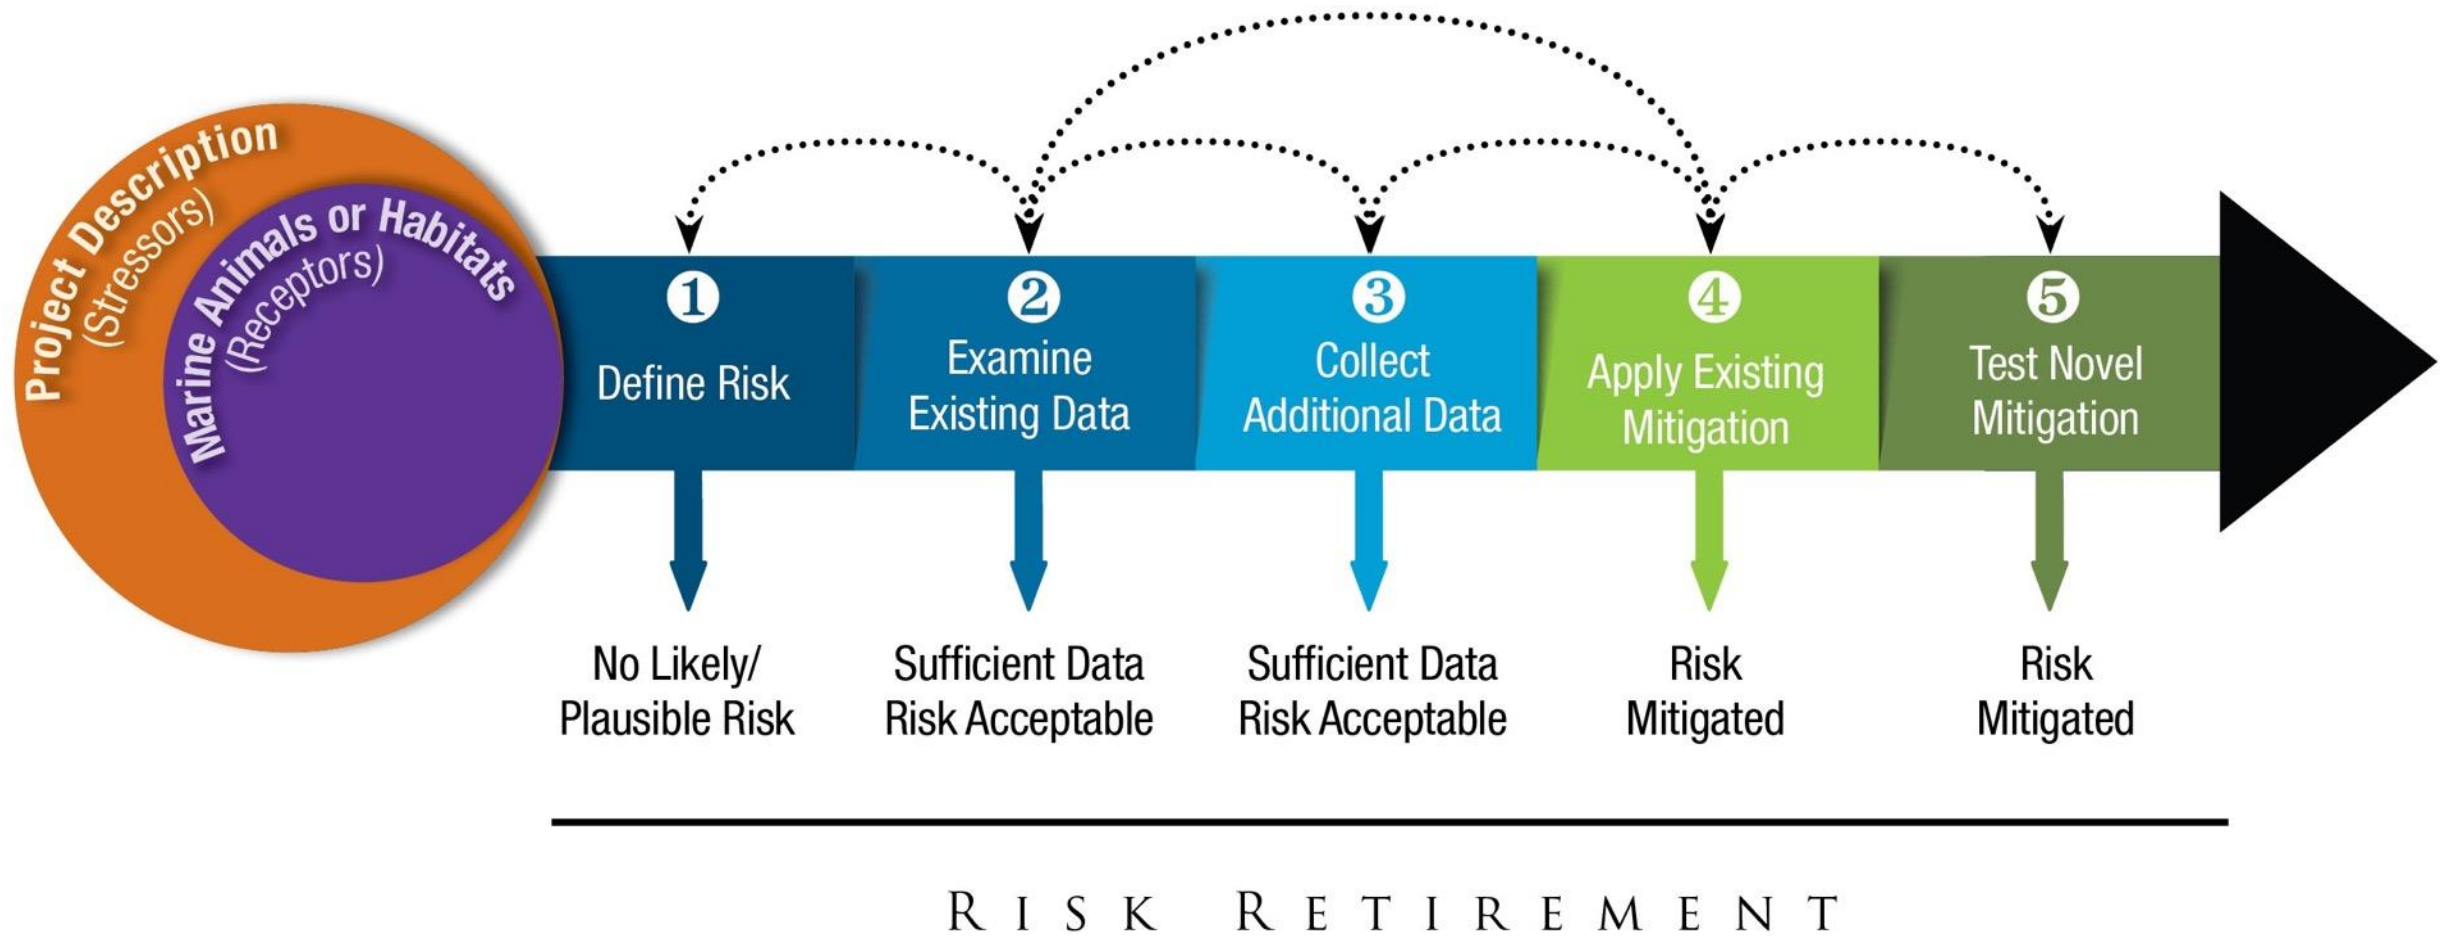 Project Description
(Stressors)
Marine Animals or Habitats
(Receptors)
1
Define Risk
2
Examine
Existing Data
3
Collect
Additional Data
4
Apply Existing
Mitigation
5
Test Novel
Mitigation
No Likely/
Plausible Risk
Sufficient Data
Risk Acceptable
Sufficient Data
Risk Acceptable
Risk
Mitigated
Risk
Mitigated
RISK RETIREMENT